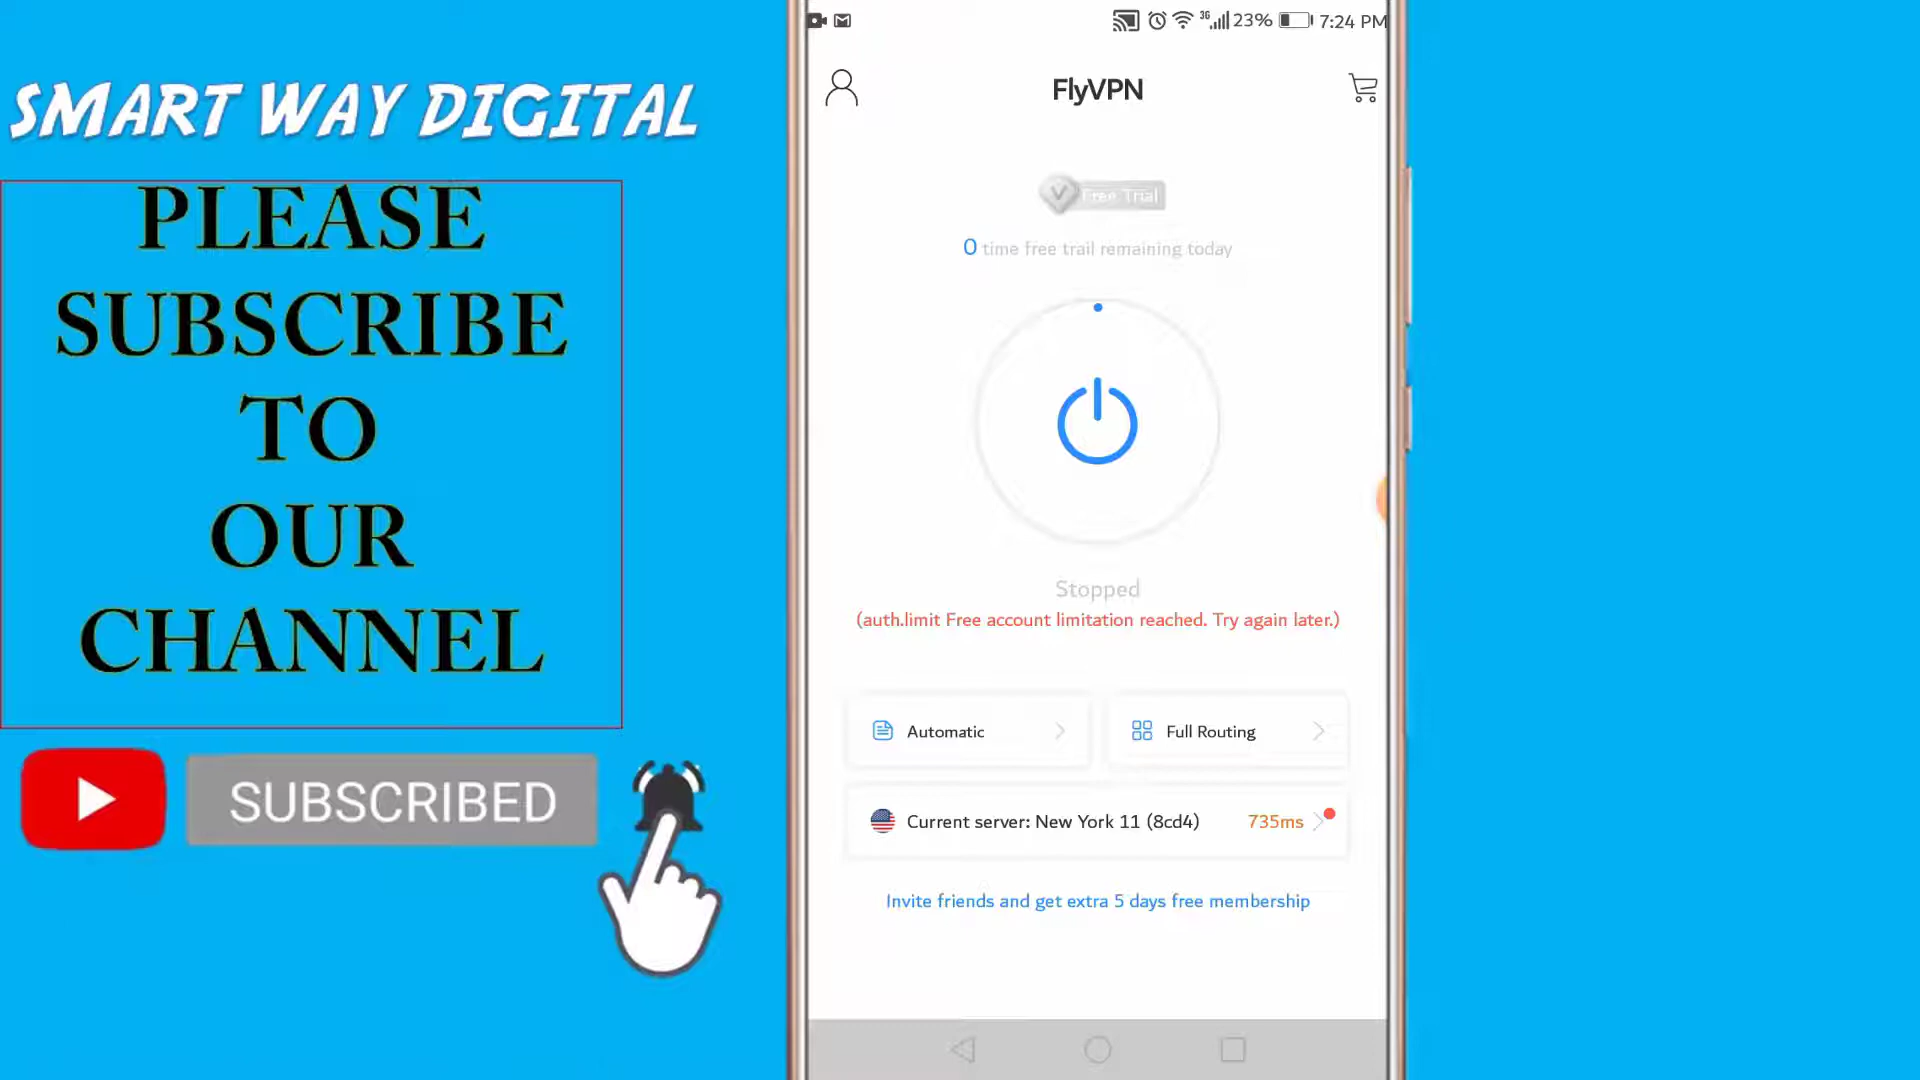 SMART WAY DIGITAL
PLEASE
SUBSCRIBE
TO
OUR
CHANNEL
SUBSCRIBED
3G 23% 7:24 PM
FlyVPN
Free Trial
0 time free trail remaining today
Stopped
(auth.limit Free account limitation reached. Try again later.)
Automatic
Full Routing
Current server: New York 11 (8cd4) 735ms
Invite friends and get extra 5 days free membership